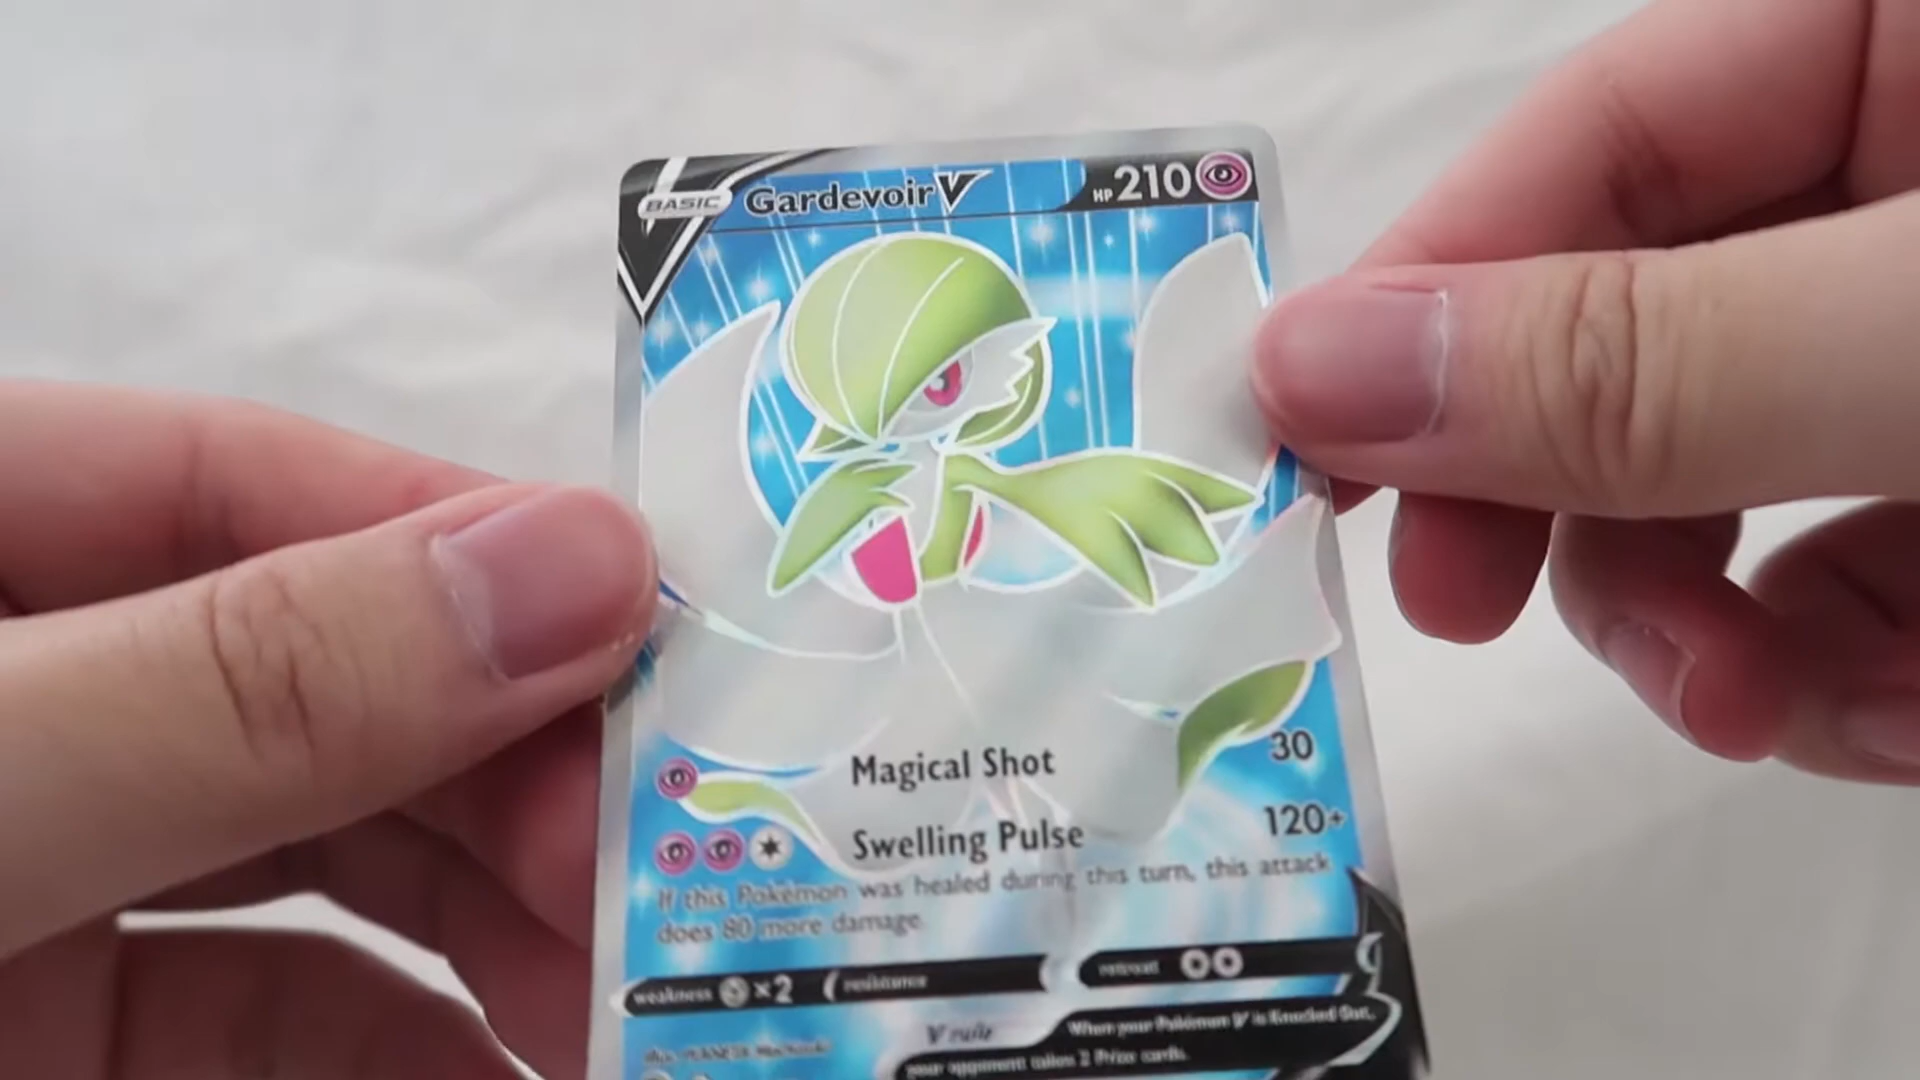 BASIC Gardevoir V HP 210
Magical Shot 30
Swelling Pulse 120+
If this Pokémon was healed during this turn, this attack
does 80 more damage.
weakness ×2 resistance retreat
V rule When your Pokémon V is Knocked Out,
your opponent takes 2 Prize cards.